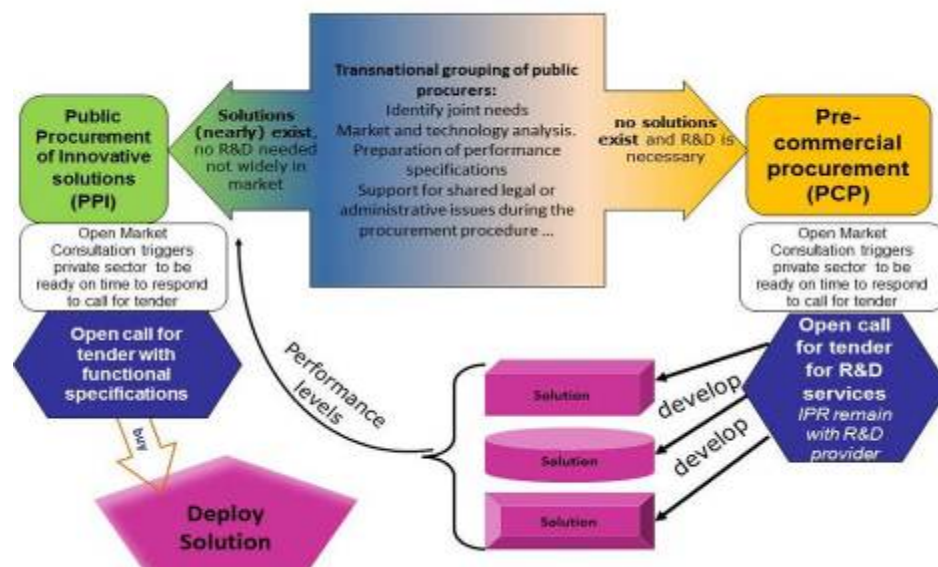 Transnational grouping of public
procurers:
Identify joint needs
Market and technology analysis.
Preparation of performance
specifications
Support for shared legal or
administrative issues during the
procurement procedure ...
Solutions
(nearly) exist,
no R&D needed
not widely in
market
no solutions
exist and R&D is
necessary
Public
Procurement
of Innovative
solutions
(PPI)
Open Market
Consultation triggers
private sector to be
ready on time to respond
to call for tender
Open call for
tender with
functional
specifications
buy
Deploy
Solution
Pre-
commercial
procurement
(PCP)
Open Market
Consultation triggers
private sector to be
ready on time to respond
to call for tender
Open call
for tender
for R&D
services
IPR remain
with R&D
provider
develop
develop
Solution
Solution
Solution
Performance
levels